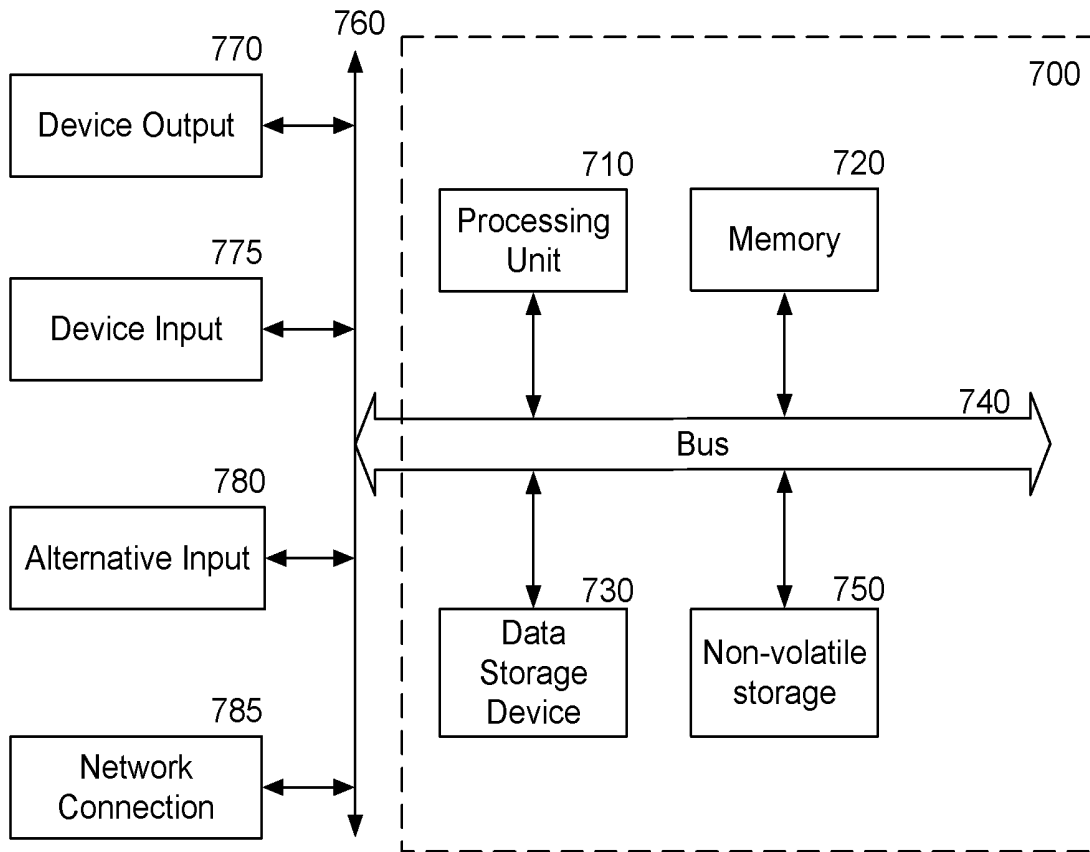 760
770
700
Device Output
710
720
Processing
Unit
Memory
775
Device Input
740
Bus
780
Alternative Input
730
750
Data
Storage
Device
Non-volatile
storage
785
Network
Connection